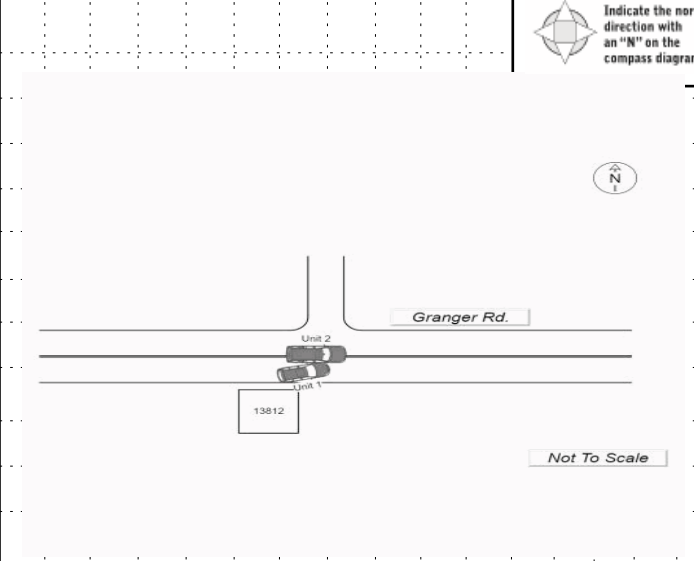 Indicate the nor
direction with
an "N" on the
compass diagran
N
Granger Rd.
Unit 2
Unit 1
13812
Not To Scale